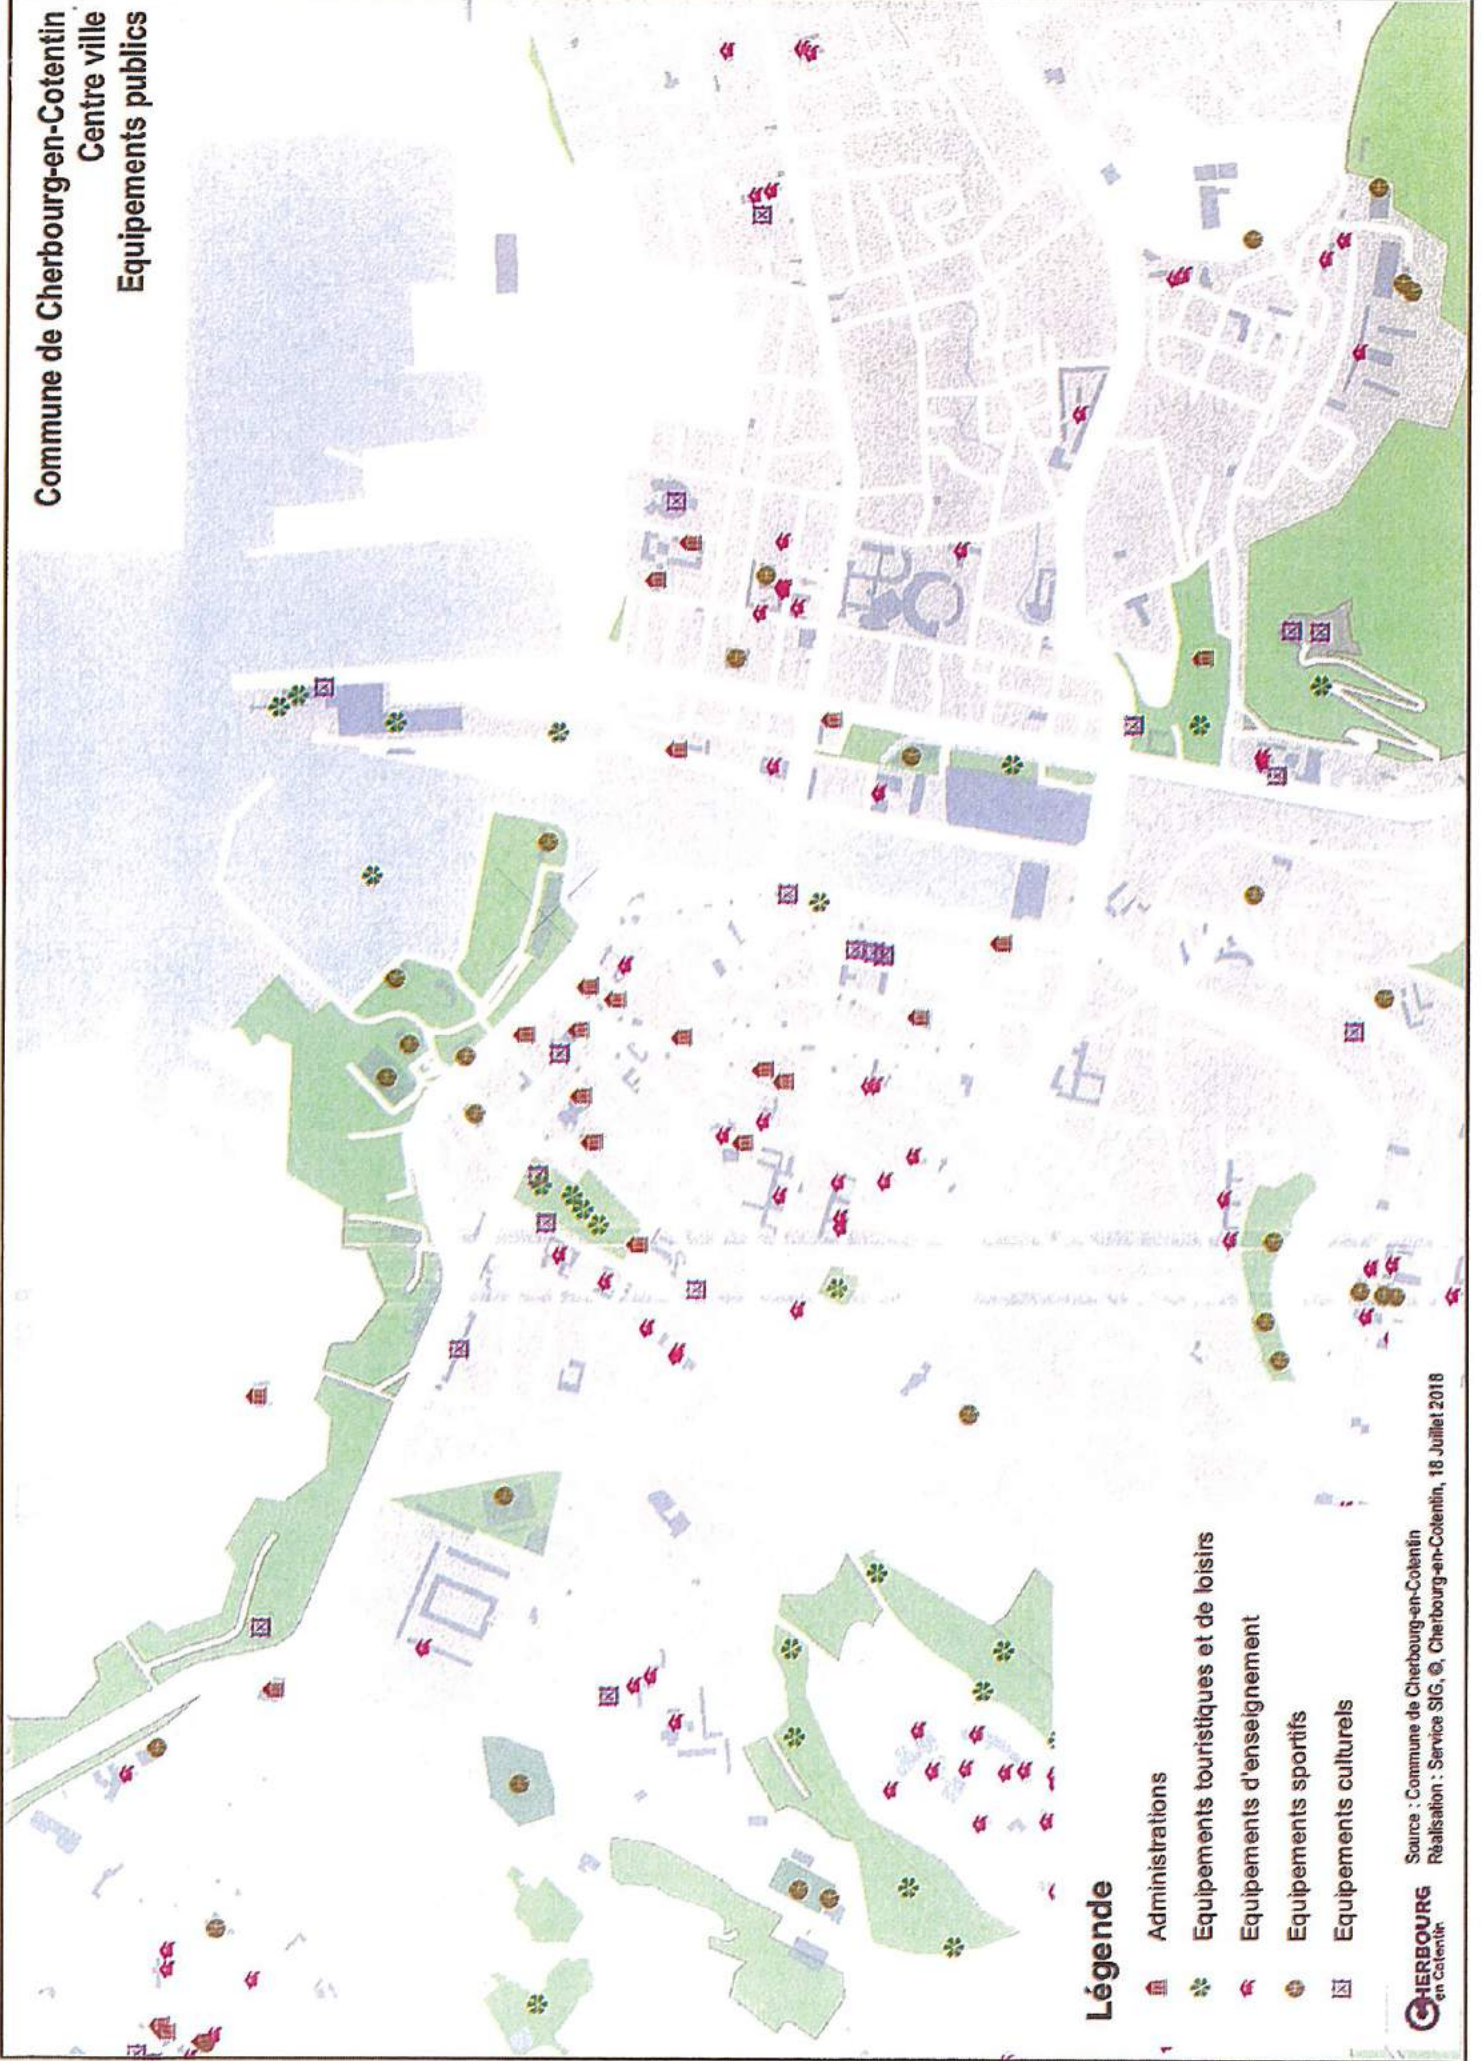 Commune de Cherbourg-en-Cotentin
Centre ville
Equipements publics
Légende
Administrations
Equipements touristiques et de loisirs
Equipements d'enseignement
Equipements sportifs
Equipements culturels
CHERBOURG
en Cotentin
Source : Commune de Cherbourg-en-Cotentin
Réalisation : Service SIG, ©, Cherbourg-en-Cotentin, 18 Juillet 2018